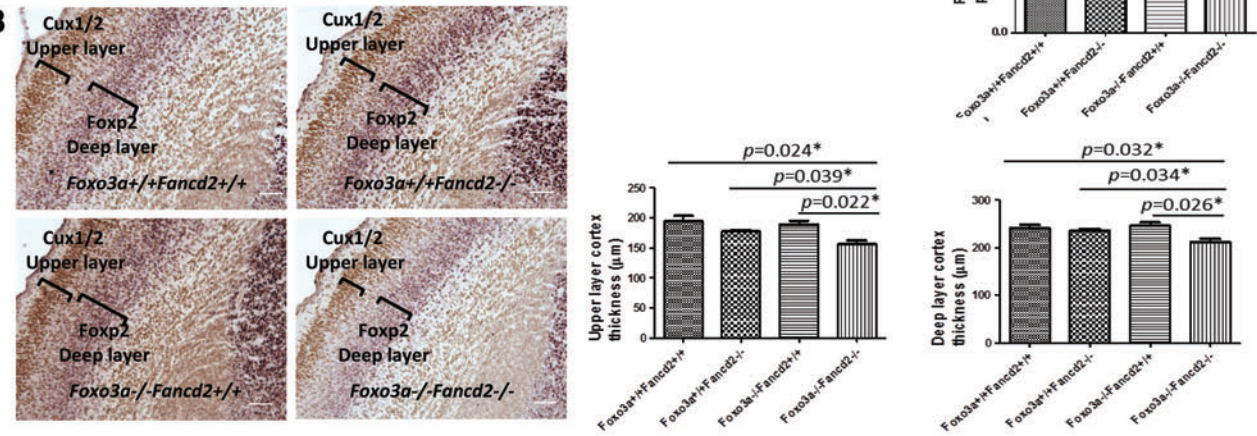 B
Cux1/2
Upper layer
Foxp2
Deep layer
Foxo3a+/+Fancd2+/+
Cux1/2
Upper layer
Foxp2
Deep layer
Foxo3a+/+Fancd2-/-
Cux1/2
Upper layer
Foxp2
Deep layer
Foxo3a-/-Fancd2+/+
Cux1/2
Upper layer
Foxp2
Deep layer
Foxo3a-/-Fancd2-/-
0.0
Foxo3a+/+Fancd2+/+
Foxo3a+/+Fancd2-/-
Foxo3a-/-Fancd2+/+
Foxo3a-/-Fancd2-/-
p=0.024*
p=0.039*
p=0.022*
Upper layer cortex
thickness (μm)
250
200
150
100
50
0
Foxo3a+/+Fancd2+/+
Foxo3a+/+Fancd2-/-
Foxo3a-/-Fancd2+/+
Foxo3a-/-Fancd2-/-
p=0.032*
p=0.034*
p=0.026*
Deep layer cortex
thickness (μm)
300
200
100
0
Foxo3a+/+Fancd2+/+
Foxo3a+/+Fancd2-/-
Foxo3a-/-Fancd2+/+
Foxo3a-/-Fancd2-/-